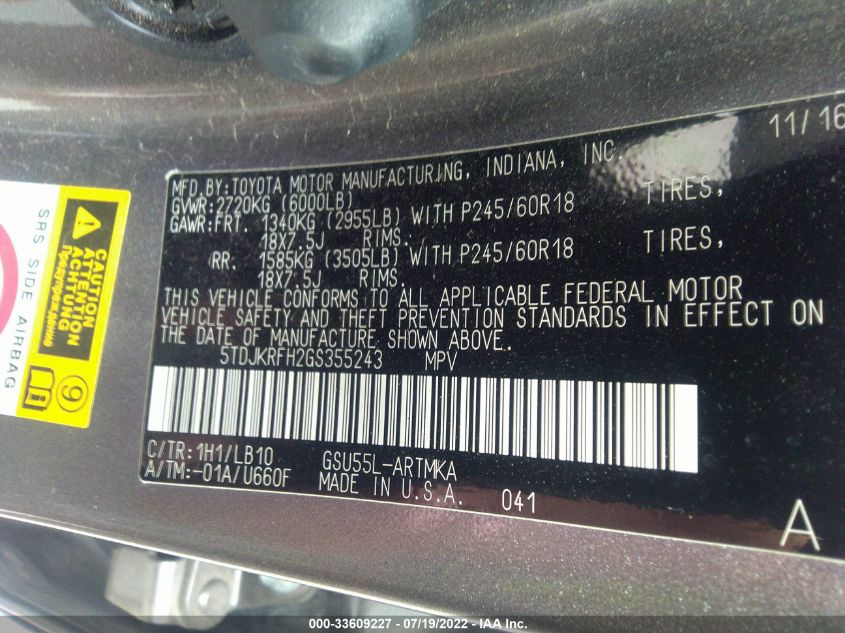 11/16
MFD.BY:TOYOTA MOTOR MANUFACTURING, INDIANA, INC.
GVWR:2720KG (6000LB)
GAWR:FRT. 1340KG (2955LB) WITH P245/60R18 TIRES,
18X7.5J RIMS.
RR. 1585KG (3505LB) WITH P245/60R18 TIRES,
18X7.5J RIMS.
THIS VEHICLE CONFORMS TO ALL APPLICABLE FEDERAL MOTOR
VEHICLE SAFETY AND THEFT PREVENTION STANDARDS IN EFFECT ON
THE DATE OF MANUFACTURE SHOWN ABOVE.
5TDJKRFH2GS355243 MPV
C/TR:1H1/LB10 GSU55L-ARTMKA
A/TM:-01A/U660F MADE IN U.S.A. 041
A
SRS SIDE AIRBAG
CAUTION
ATTENTION
ACHTUNG
9
000-33609227 - 07/19/2022 - IAA Inc.